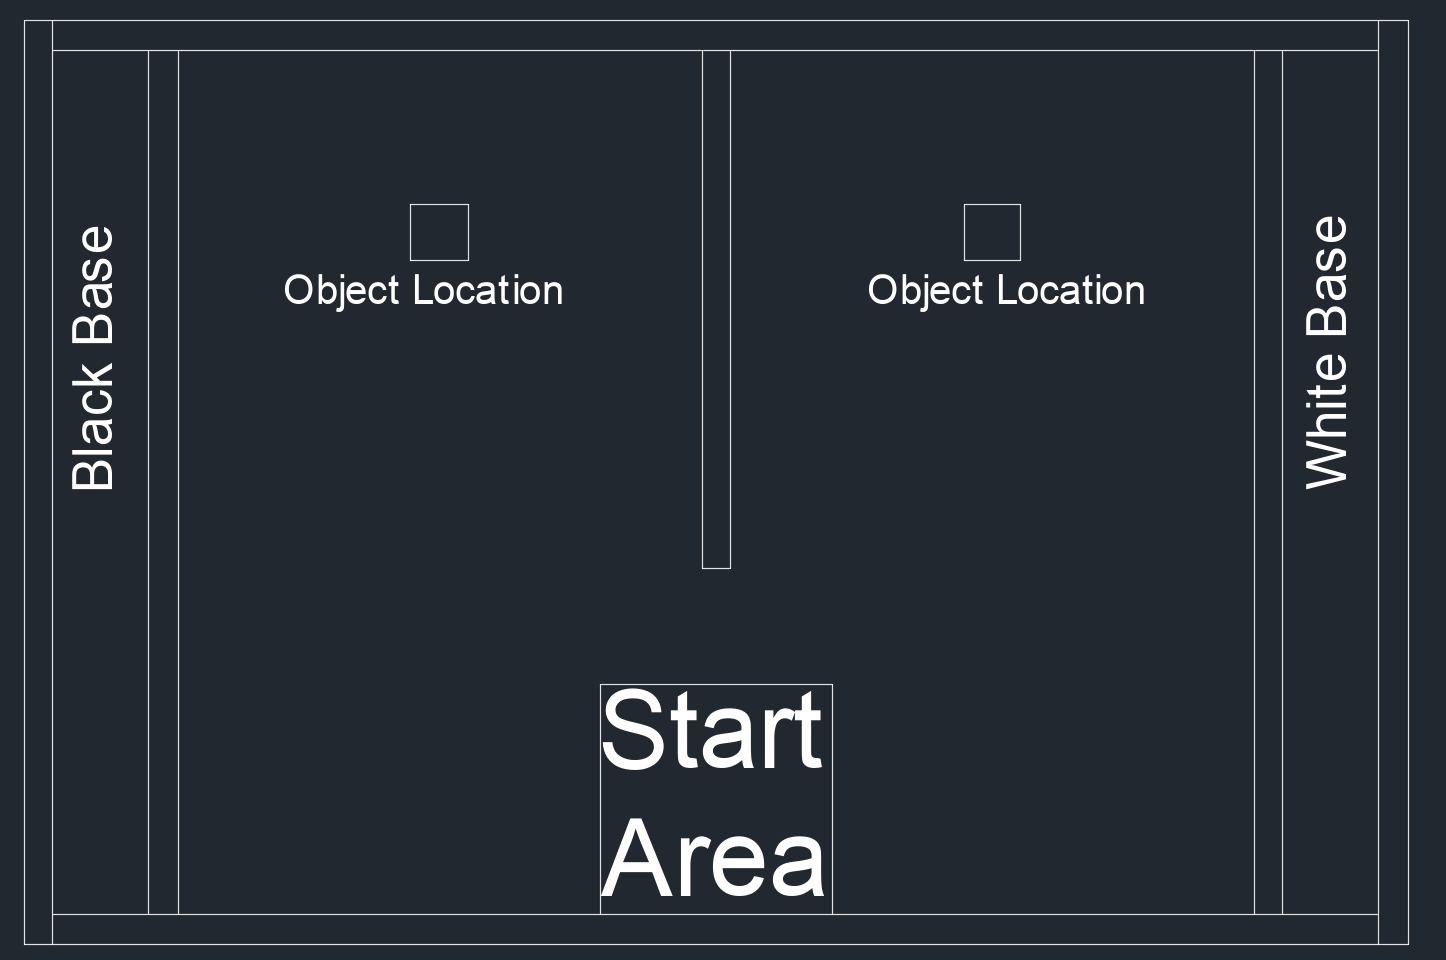 Black Base
Object Location
Object Location
White Base
Start
Area